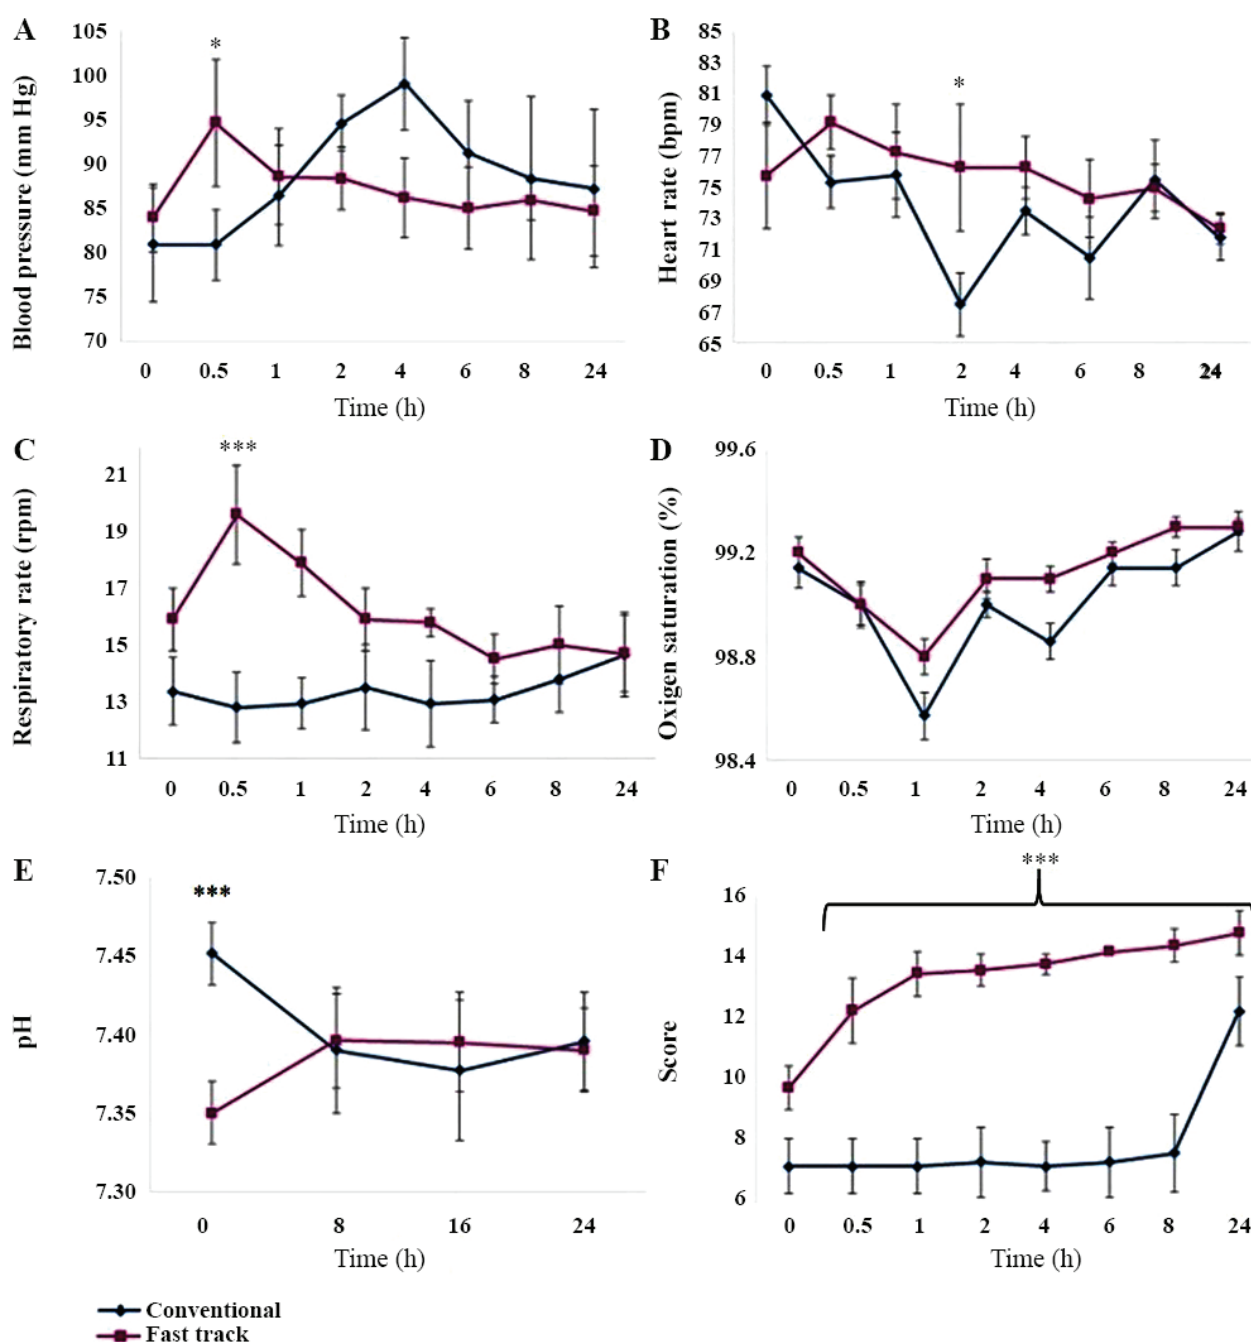 A
Blood pressure (mm Hg)
105
100
95
90
85
80
75
70
*
0 0.5 1 2 4 6 8 24
Time (h)
B
Heart rate (bpm)
85
83
81
79
77
75
73
71
69
67
65
*
0 0.5 1 2 4 6 8 24
Time (h)
C
Respiratory rate (rpm)
21
19
17
15
13
11
***
0 0.5 1 2 4 6 8 24
Time (h)
D
Oxigen saturation (%)
99.6
99.2
98.8
98.4
0 0.5 1 2 4 6 8 24
Time (h)
E
pH
7.50
7.45
7.40
7.35
7.30
***
0 8 16 24
Time (h)
F
Score
16
14
12
10
8
6
***
0 0.5 1 2 4 6 8 24
Time (h)
Conventional
Fast track